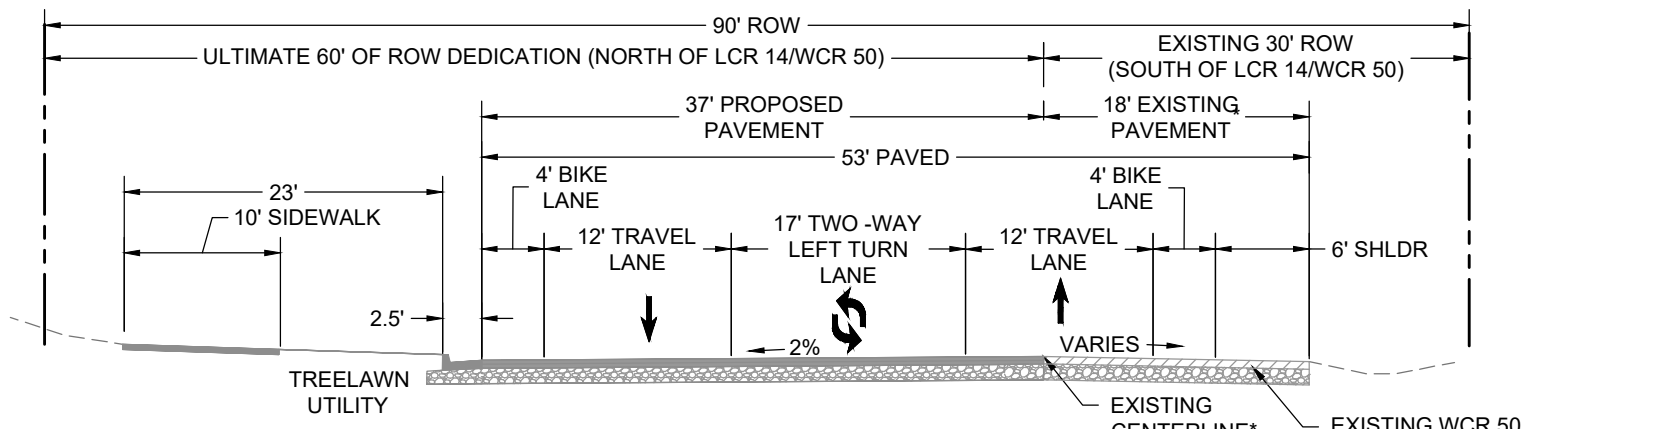 90' ROW
ULTIMATE 60' OF ROW DEDICATION (NORTH OF LCR 14/WCR 50)
EXISTING 30' ROW
(SOUTH OF LCR 14/WCR 50)
37' PROPOSED
PAVEMENT
18' EXISTING
PAVEMENT*
53' PAVED
4' BIKE
LANE
4' BIKE
LANE
23'
10' SIDEWALK
12' TRAVEL
LANE
17' TWO -WAY
LEFT TURN
LANE
12' TRAVEL
LANE
6' SHLDR
2.5'
2%
VARIES
TREELAWN
UTILITY
EXISTING
CENTERLINE*
EXISTING WCR 50